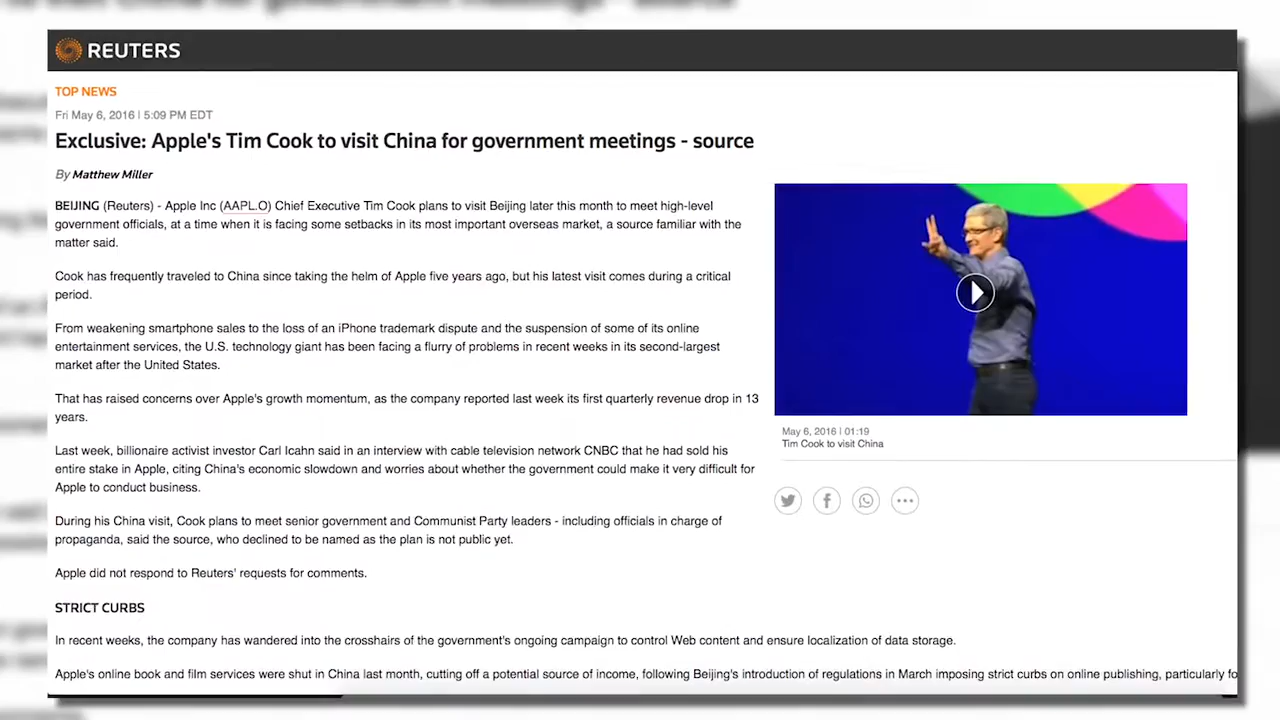 REUTERS
TOP NEWS
Fri May 6, 2016 | 5:09 PM EDT
Exclusive: Apple's Tim Cook to visit China for government meetings - source
By Matthew Miller
BEIJING (Reuters) - Apple Inc (AAPL.O) Chief Executive Tim Cook plans to visit Beijing later this month to meet high-level
government officials, at a time when it is facing some setbacks in its most important overseas market, a source familiar with the
matter said.
Cook has frequently traveled to China since taking the helm of Apple five years ago, but his latest visit comes during a critical
period.
From weakening smartphone sales to the loss of an iPhone trademark dispute and the suspension of some of its online
entertainment services, the U.S. technology giant has been facing a flurry of problems in recent weeks in its second-largest
market after the United States.
That has raised concerns over Apple's growth momentum, as the company reported last week its first quarterly revenue drop in 13
years.
Last week, billionaire activist investor Carl Icahn said in an interview with cable television network CNBC that he had sold his
entire stake in Apple, citing China's economic slowdown and worries about whether the government could make it very difficult for
Apple to conduct business.
During his China visit, Cook plans to meet senior government and Communist Party leaders - including officials in charge of
propaganda, said the source, who declined to be named as the plan is not public yet.
Apple did not respond to Reuters' requests for comments.
STRICT CURBS
In recent weeks, the company has wandered into the crosshairs of the government's ongoing campaign to control Web content and ensure localization of data storage.
Apple's online book and film services were shut in China last month, cutting off a potential source of income, following Beijing's introduction of regulations in March imposing strict curbs on online publishing, particularly fo
May 6, 2016 | 01:19
Tim Cook to visit China